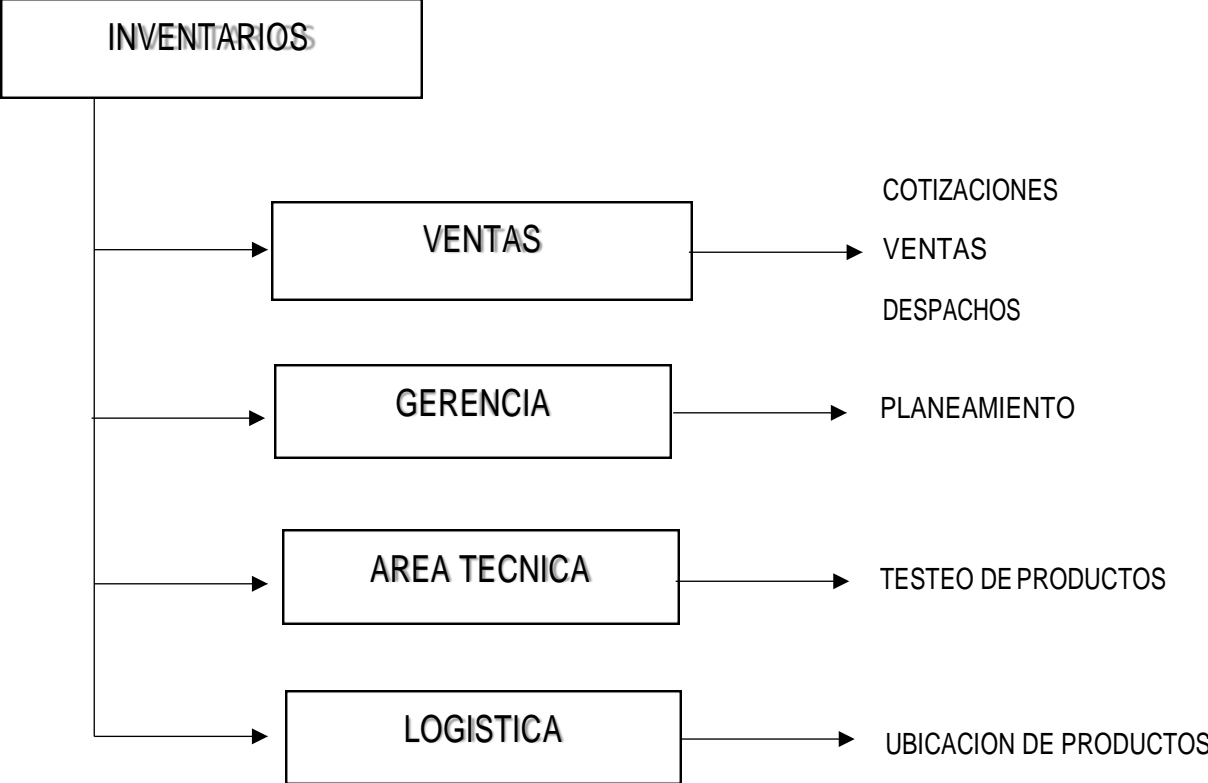 INVENTARIOS
COTIZACIONES
VENTAS
VENTAS
DESPACHOS
GERENCIA
PLANEAMIENTO
AREA TECNICA
TESTEO DE PRODUCTOS
LOGISTICA
UBICACION DE PRODUCTOS